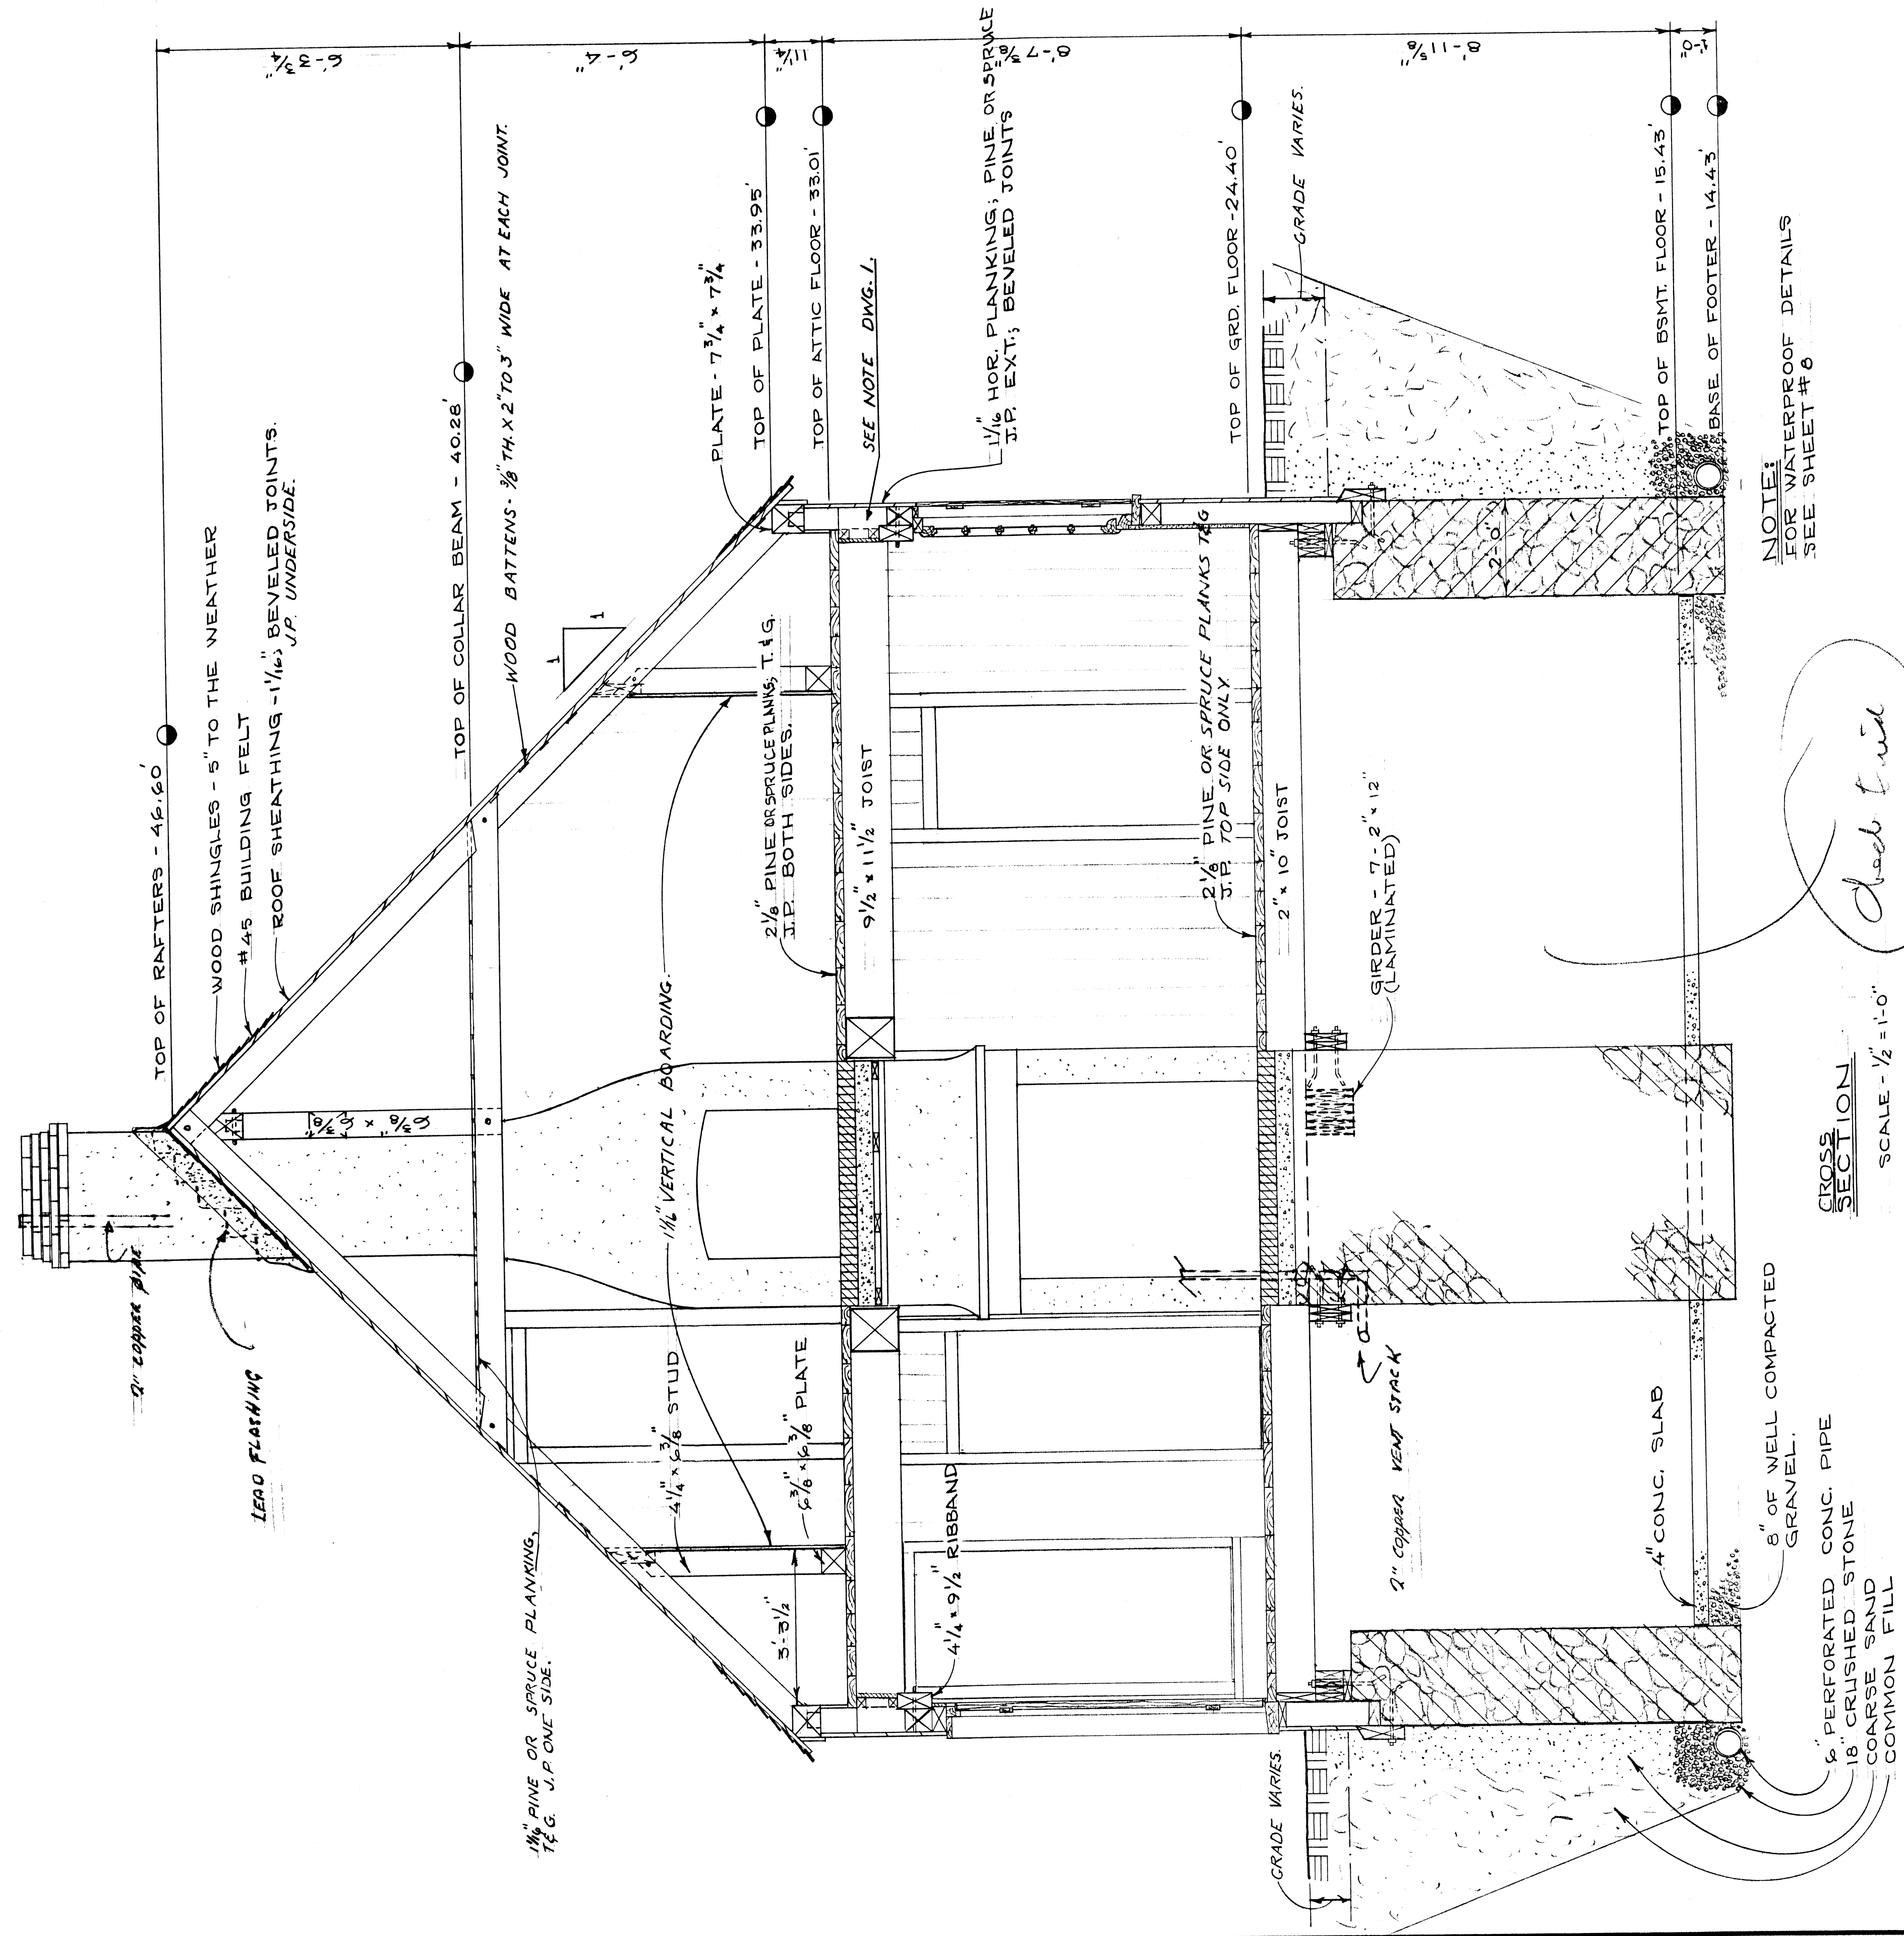 TOP OF RAFTERS - 46.60'
WOOD SHINGLES - 5" TO THE WEATHER
#45 BUILDING FELT
ROOF SHEATHING - 1 1/16"; BEVELED JOINTS.
J.P. UNDERSIDE.
TOP OF COLLAR BEAM - 40.28'
WOOD BATTENS - 3/8" TH. X 2" TO 3" WIDE AT EACH JOINT.
PLATE - 7 3/4" x 7 3/4"
TOP OF PLATE - 33.95'
TOP OF ATTIC FLOOR - 33.01'
SEE NOTE DWG. 1.
1 1/16" HOR. PLANKING; PINE OR SPRUCE
J.P. EXT.; BEVELED JOINTS
TOP OF GRD. FLOOR - 24.40'
GRADE VARIES.
TOP OF BSMT. FLOOR - 15.43'
BASE OF FOOTER - 14.43'
6'-3 3/4"
6'-4"
11 1/4"
8'-7 3/8"
8'-11 5/8"
1'-0"
2" COPPER PIPE
LEAD FLASHING
6 3/8" x 6 3/8"
1
1
1 1/16" VERTICAL BOARDING.
2 1/8" PINE OR SPRUCE PLANKS; T. & G.
J.P. BOTH SIDES.
9 1/2" x 11 1/2" JOIST
2 1/8" PINE OR SPRUCE PLANKS T&G
J.P. TOP SIDE ONLY.
2" x 10" JOIST
GIRDER - 7 - 2" x 12"
(LAMINATED)
2'-0"
1 1/16" PINE OR SPRUCE PLANKING,
T & G. J.P. ONE SIDE.
4 1/4" x 6 3/8" STUD
6 3/8" x 6 3/8" PLATE
3'-3 1/2"
4 1/4" x 9 1/2" RIBBAND
2" COPPER VENT STACK
GRADE VARIES.
4" CONC. SLAB
8" OF WELL COMPACTED
GRAVEL.
6" PERFORATED CONC. PIPE
18" CRUSHED STONE
COARSE SAND
COMMON FILL
CROSS
SECTION
SCALE - 1/2" = 1'-0"
NOTE:
FOR WATERPROOF DETAILS
SEE SHEET #8